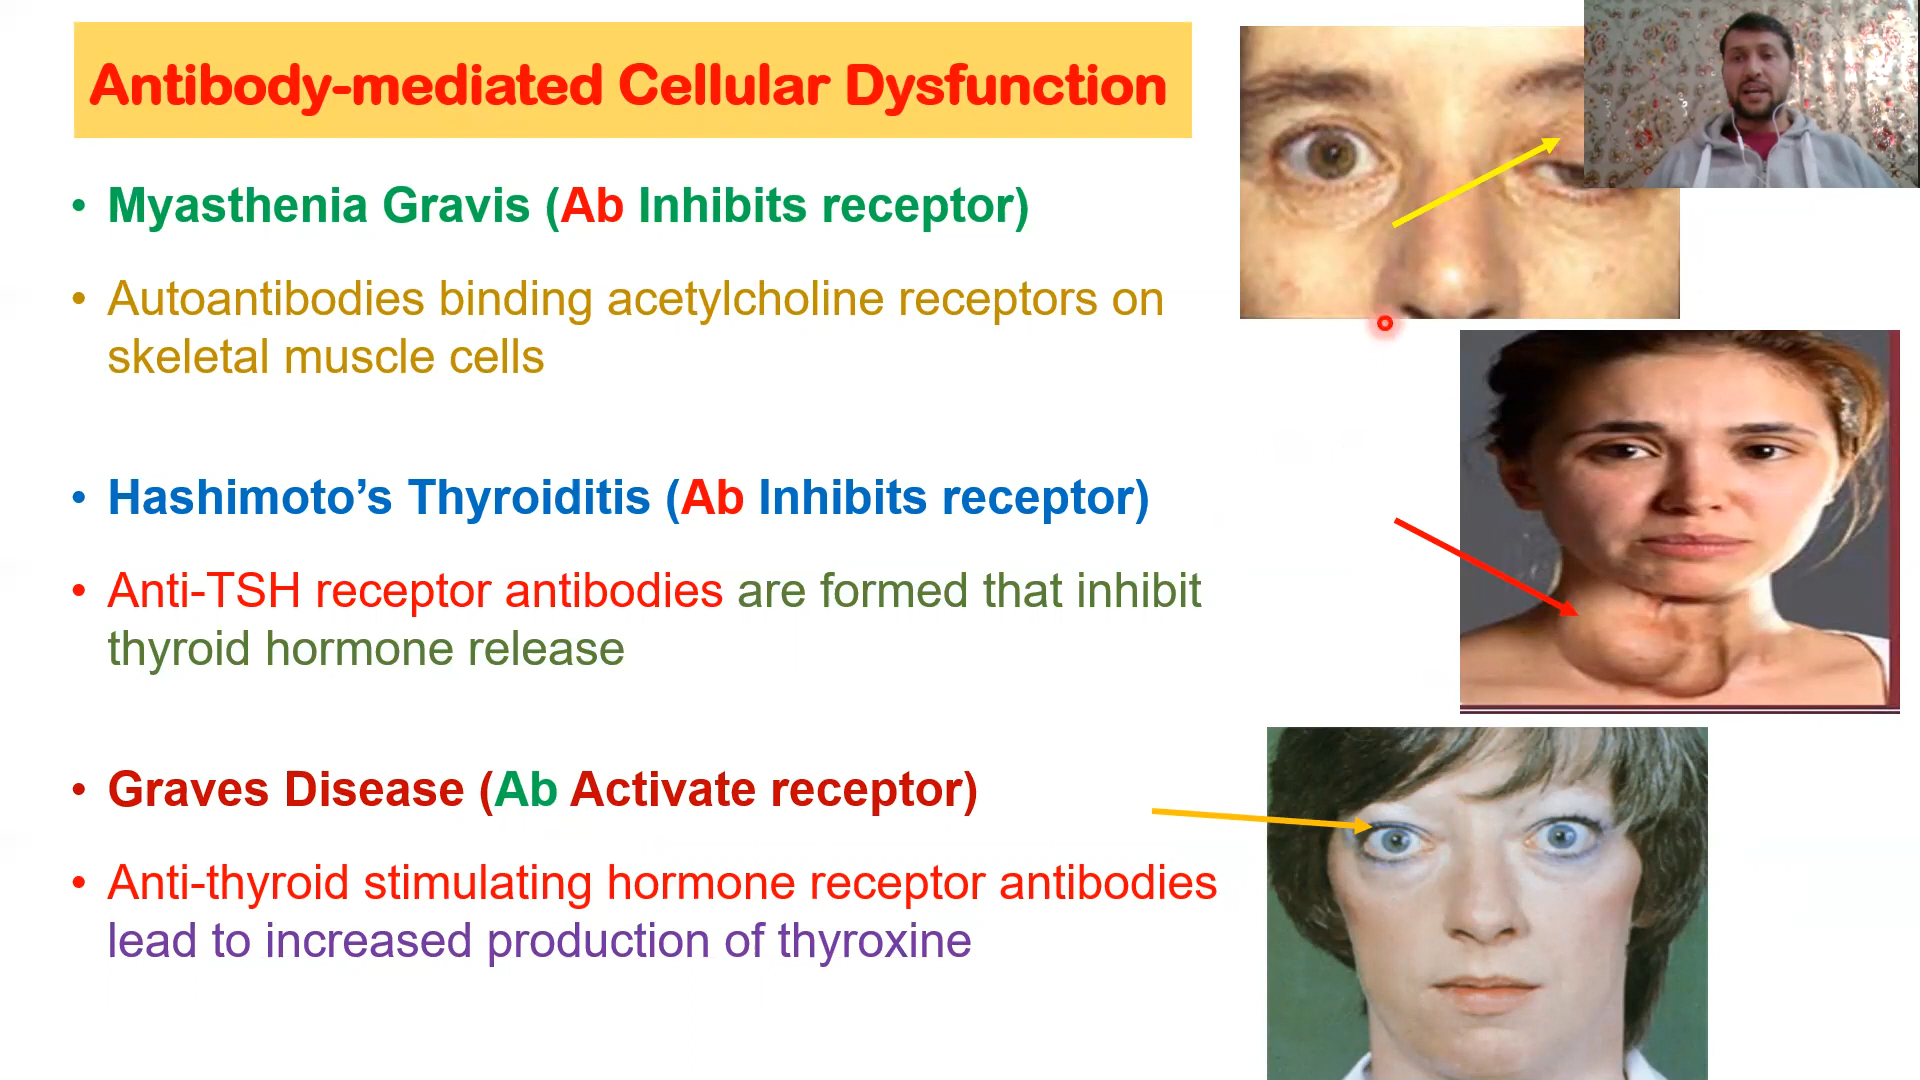 Antibody-mediated Cellular Dysfunction
• Myasthenia Gravis (Ab Inhibits receptor)
• Autoantibodies binding acetylcholine receptors on
skeletal muscle cells
• Hashimoto’s Thyroiditis (Ab Inhibits receptor)
• Anti-TSH receptor antibodies are formed that inhibit
thyroid hormone release
• Graves Disease (Ab Activate receptor)
• Anti-thyroid stimulating hormone receptor antibodies
lead to increased production of thyroxine